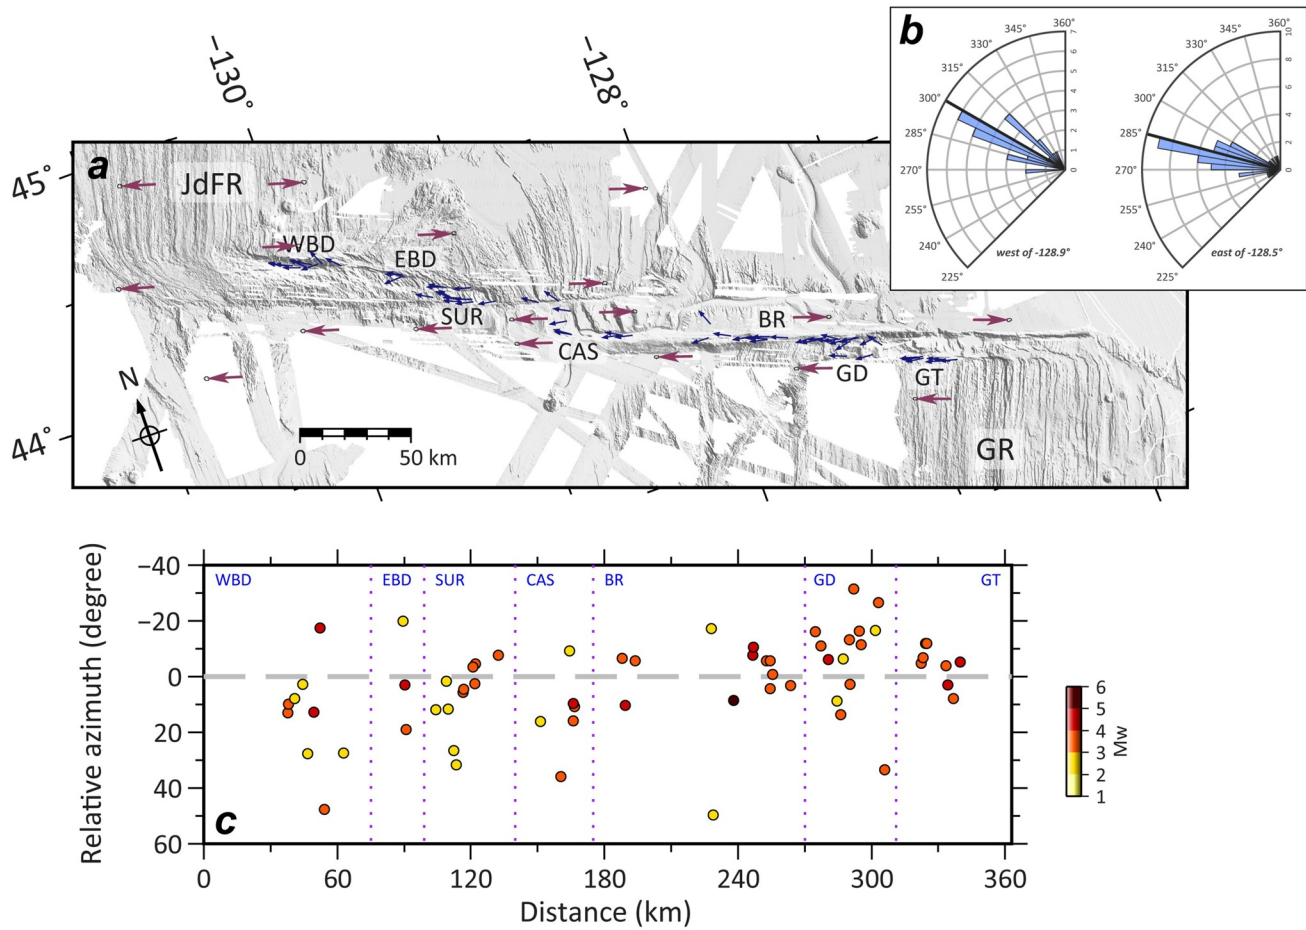 −130°
−128°
b
360°
345°
330°
315°
300°
285°
270°
255°
240°
225°
7
6
5
4
3
2
1
0
west of -128.9°
360°
345°
330°
315°
300°
285°
270°
255°
240°
225°
10
8
6
4
2
0
east of -128.5°
a
45°
44°
JdFR
WBD
EBD
SUR
CAS
BR
GD
GT
GR
N
0 50 km
Relative azimuth (degree)
−40
−20
0
20
40
60
WBD EBD SUR CAS BR GD GT
c
0 60 120 180 240 300 360
Distance (km)
6
5
4
3
2
1
Mw